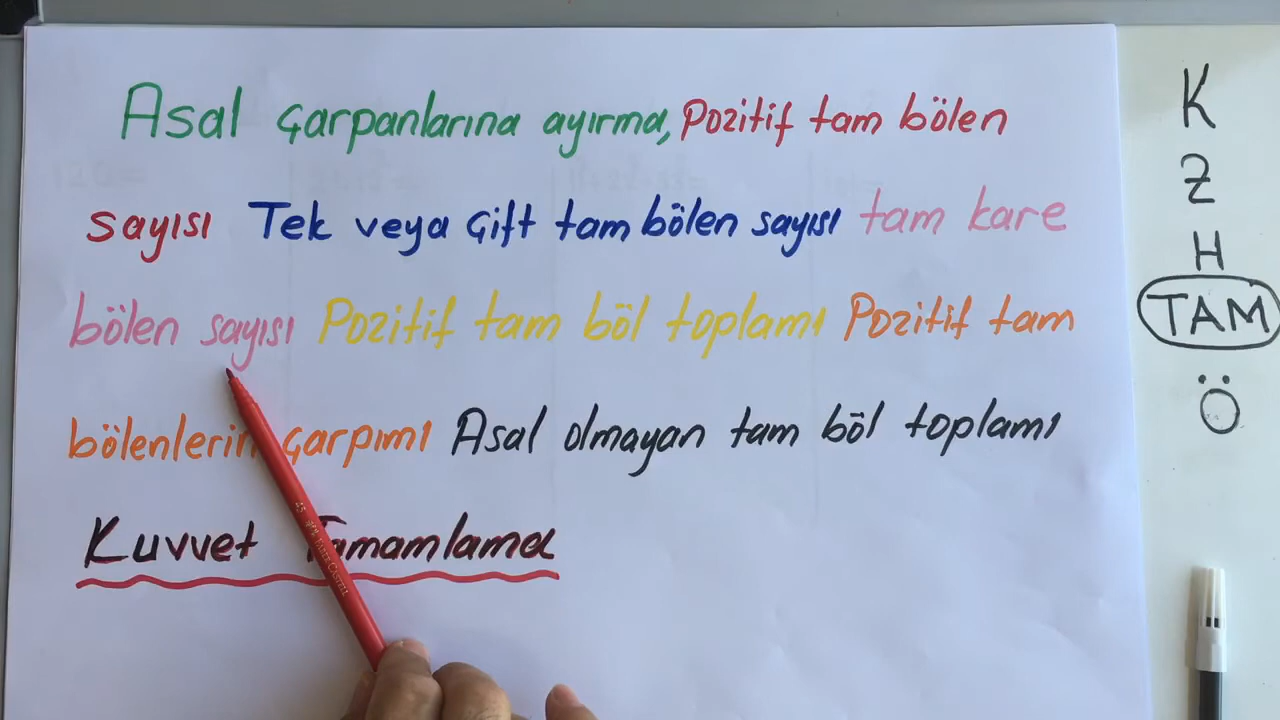 Asal çarpanlarına ayırma, Pozitif tam bölen
sayısı Tek veya çift tam bölen sayısı tam kare
bölen sayısı Pozitif tam böl toplamı Pozitif tam
bölenlerin çarpımı Asal olmayan tam böl toplamı
Kuvvet Tamamlama
K
Z
H
TAM
Ö